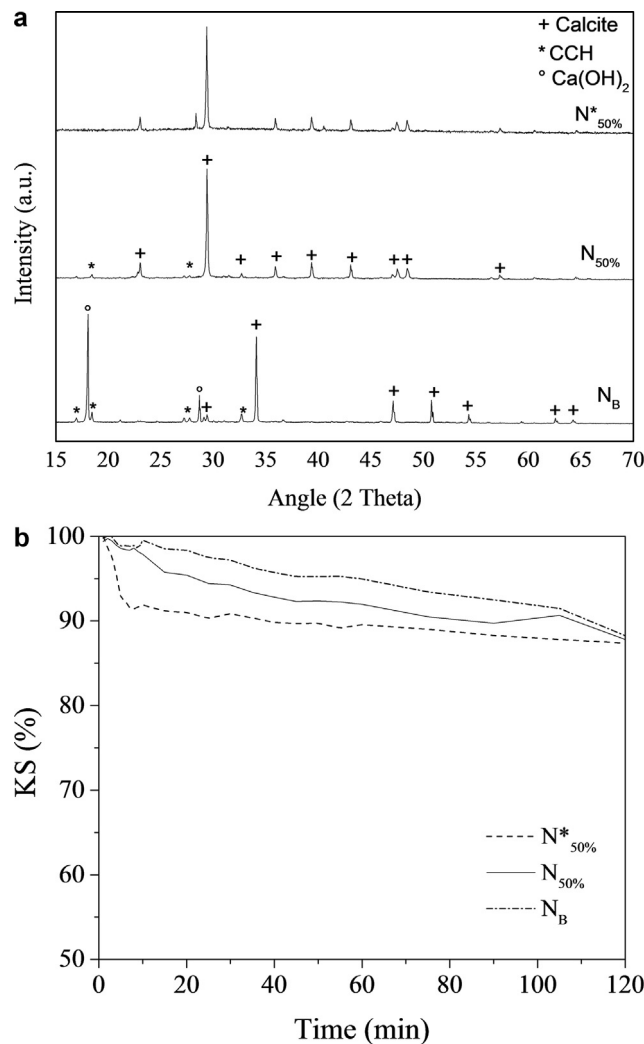 a
+ Calcite
* CCH
° Ca(OH)₂
N*₅₀%
+
Intensity (a.u.)
* + * + + + + + + +
N₅₀%
° + °
* * * + * + + + + +
N_B
15 20 25 30 35 40 45 50 55 60 65 70
Angle (2 Theta)
b
100
90
80
70
60
50
KS (%)
N*₅₀%
N₅₀%
N_B
0 20 40 60 80 100 120
Time (min)